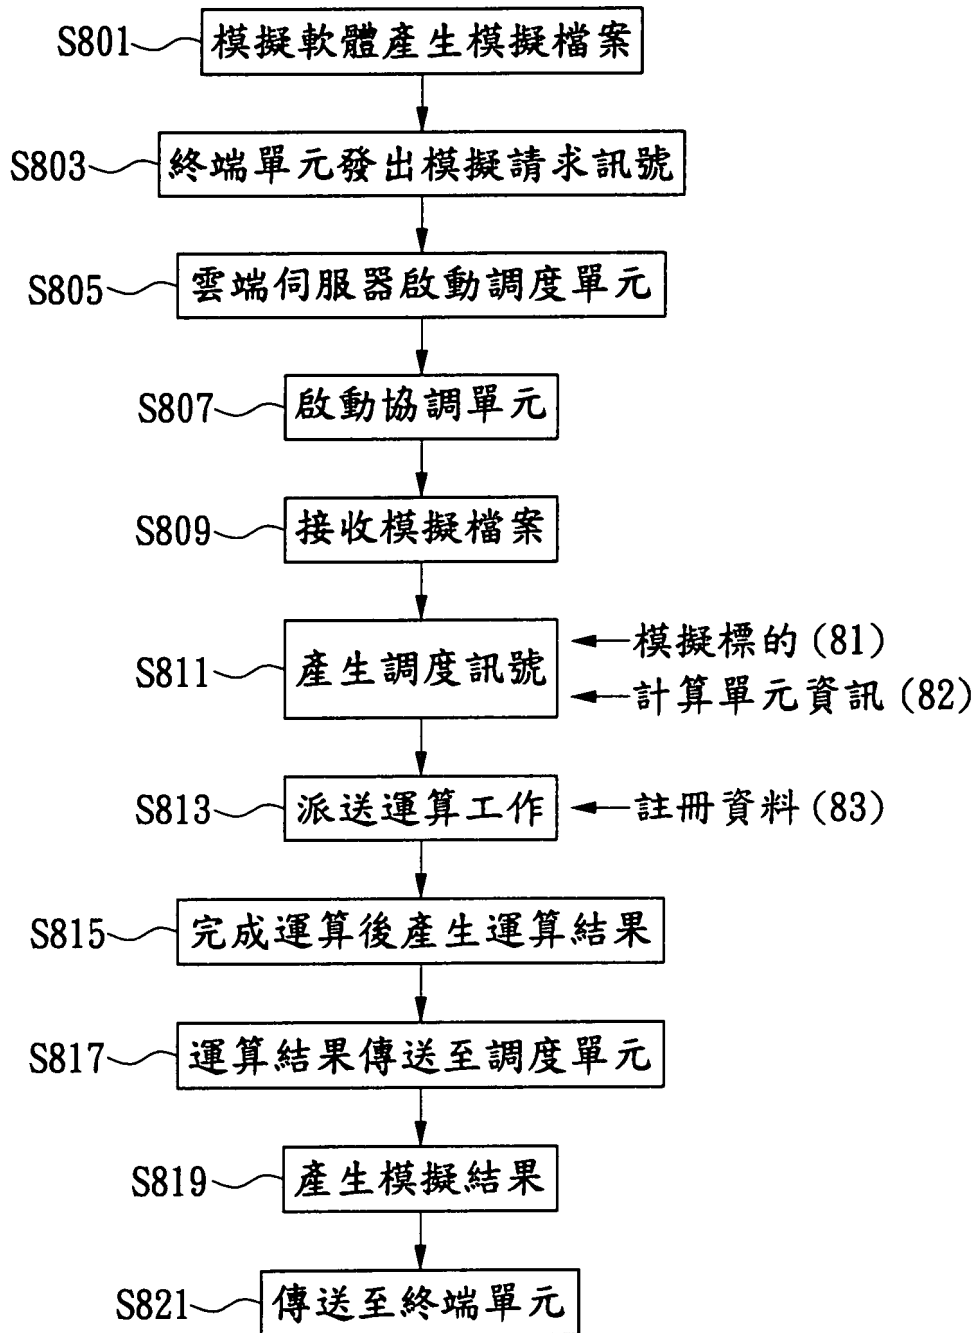 S801 模擬軟體產生模擬檔案
S803 終端單元發出模擬請求訊號
S805 雲端伺服器啟動調度單元
S807 啟動協調單元
S809 接收模擬檔案
S811 產生調度訊號
模擬標的(81)
計算單元資訊(82)
S813 派送運算工作 註冊資料(83)
S815 完成運算後產生運算結果
S817 運算結果傳送至調度單元
S819 產生模擬結果
S821 傳送至終端單元